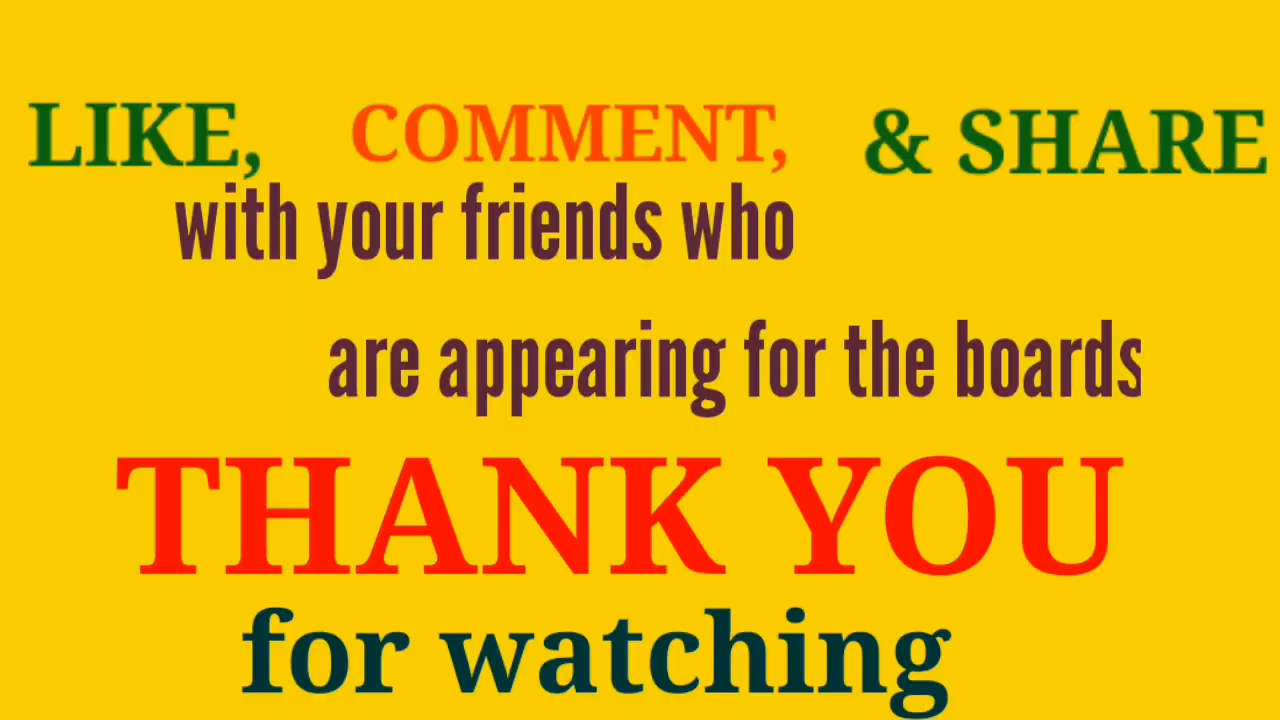 LIKE, COMMENT, & SHARE
with your friends who
are appearing for the boards
THANK YOU
for watching